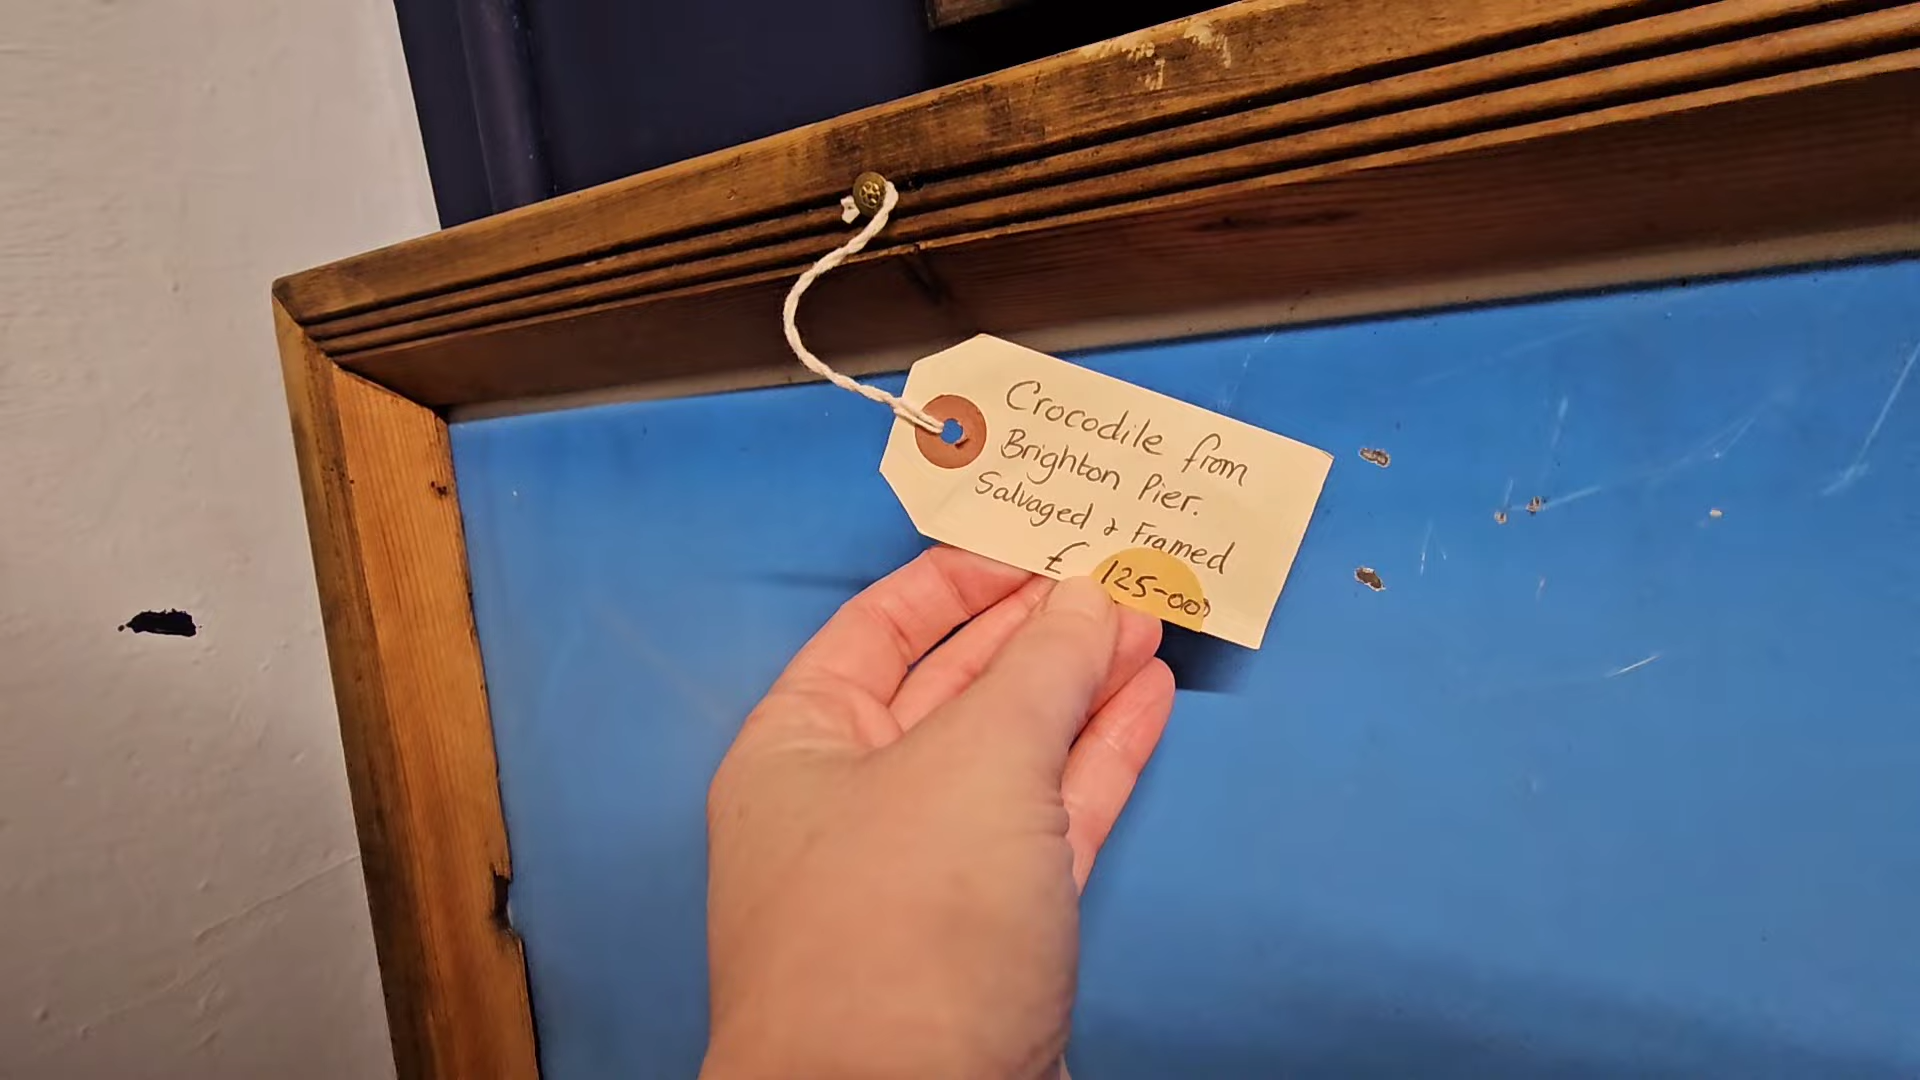 Crocodile from
Brighton Pier.
Salvaged & Framed
£ 125-00